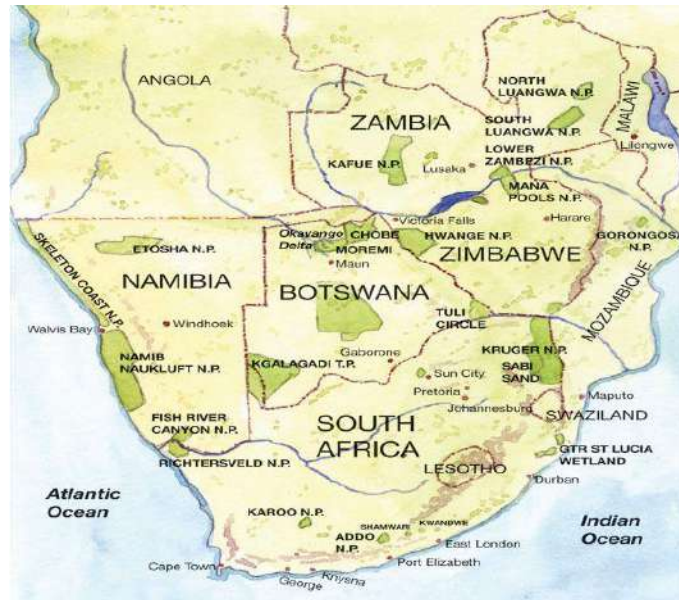 ANGOLA
NORTH
LUANGWA N.P.
MALAWI
ZAMBIA
SOUTH
LUANGWA N.P.
Lilongwe
LOWER
ZAMBEZI N.P.
KAFUE N.P.
Lusaka
MANA
POOLS N.P.
Victoria Falls
Harare
Okavango
Delta
CHOBE
MOREMI
Maun
HWANGE N.P.
GORONGOSA
N.P.
ETOSHA N.P.
ZIMBABWE
SKELETON COAST N.P.
NAMIBIA
BOTSWANA
MOZAMBIQUE
Walvis Bay
Windhoek
TULI
CIRCLE
NAMIB
NAUKLUFT N.P.
KGALAGADI T.P.
Gaborone
KRUGER N.P.
SABI
SAND
Sun City
Pretoria
Johannesburg
Maputo
SWAZILAND
FISH RIVER
CANYON N.P.
SOUTH
AFRICA
RICHTERSVELD N.P.
LESOTHO
GTR ST LUCIA
WETLAND
Durban
Atlantic
Ocean
Indian
Ocean
KAROO N.P.
SHAMWARI
KWANDWE
ADDO
N.P.
East London
Port Elizabeth
Cape Town
George
Knysna